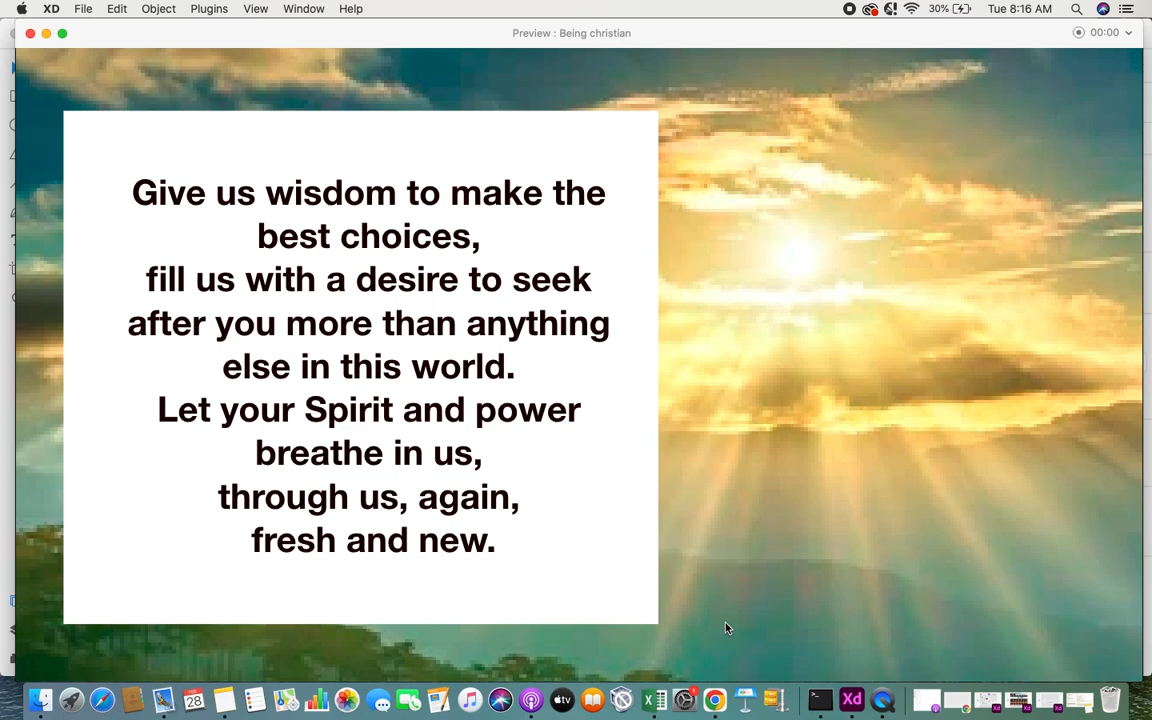 XD File Edit Object Plugins View Window Help 30% Tue 8:16 AM
Preview : Being christian 00:00
Give us wisdom to make the
best choices,
fill us with a desire to seek
after you more than anything
else in this world.
Let your Spirit and power
breathe in us,
through us, again,
fresh and new.
FEB
28
1
tv
Xd